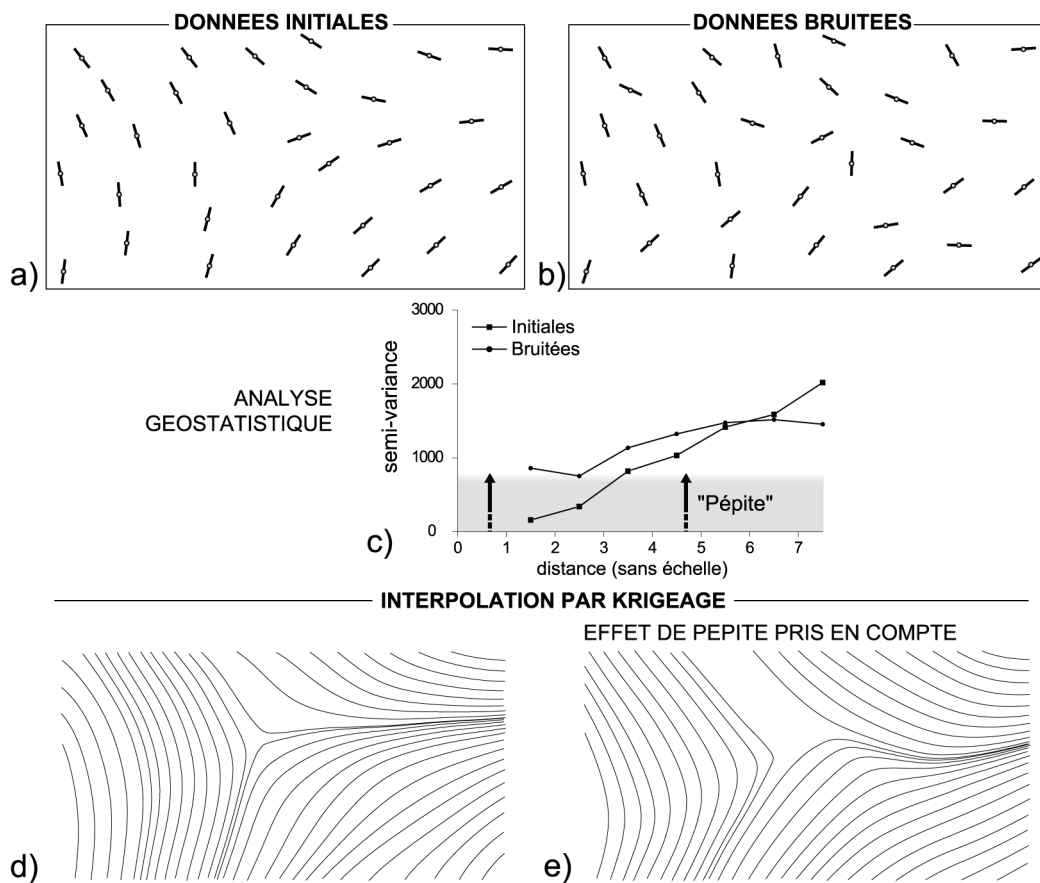 DONNEES INITIALES
DONNEES BRUITEES
a)
b)
ANALYSE
GEOSTATISTIQUE
semi-variance
3000
2000
1000
0
Initiales
Bruitées
"Pépite"
c)
0 1 2 3 4 5 6 7
distance (sans échelle)
INTERPOLATION PAR KRIGEAGE
EFFET DE PEPITE PRIS EN COMPTE
d)
e)